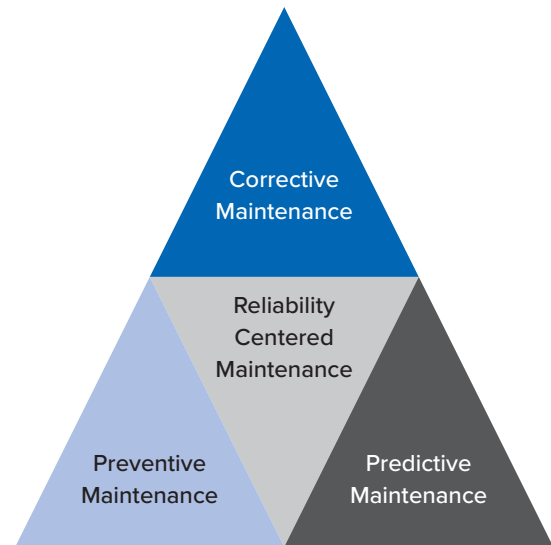 Corrective
Maintenance
Reliability
Centered
Maintenance
Preventive
Maintenance
Predictive
Maintenance